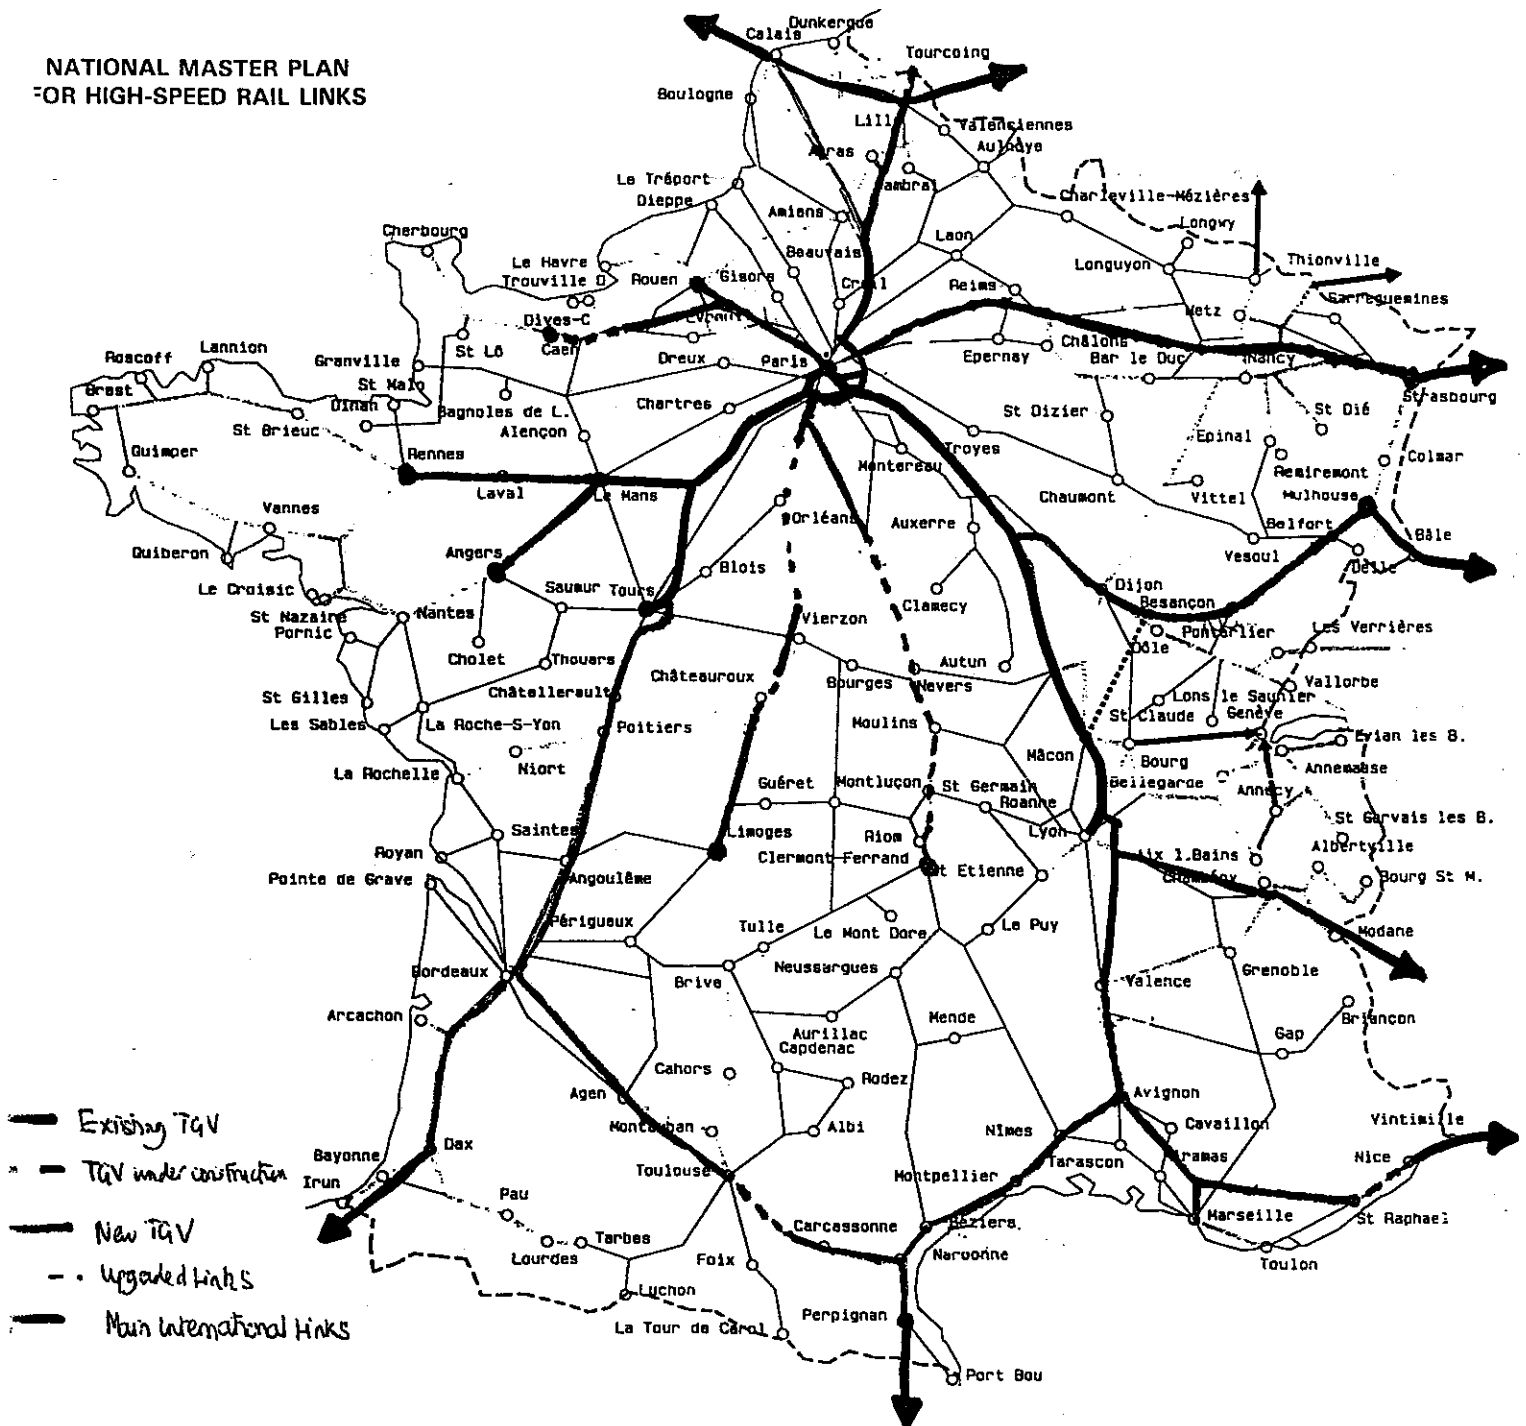 NATIONAL MASTER PLAN
FOR HIGH-SPEED RAIL LINKS
Dunkerque
Calais
Tourcoing
Boulogne
Lill
Valenciennes
Aulnoye
Arras
Cambrai
Le Tréport
Dieppe
Amiens
Charleville-Mézières
Longwy
Cherbourg
Beauvais
Laon
Le Havre
Trouville D
Rouen
Gisors
Creil
Reims
Longuyon
Thionville
Sarreguemines
Metz
Dives-C
Caen
St Lô
Dreux
Paris
Epernay
Châlons
Bar le Duc
Nancy
Strasbourg
Roscoff
Lannion
Granville
St Malo
Brest
Dinan
Bagnoles de L.
Chartres
St Dizier
St Dié
St Brieuc
Alençon
Troyes
Epinal
Quimper
Rennes
Montereau
Remiremont
Colmar
Laval
Le Mans
Chaumont
Vittel
Mulhouse
Vannes
Orléans
Auxerre
Belfort
Bâle
Quiberon
Angers
Vesoul
Delle
Le Croisic
Saumur
Tours
Blois
Clamecy
Dijon
Besançon
St Nazaire
Nantes
Vierzon
Pornic
Pontarlier
Les Verrières
Cholet
Thouars
Dôle
Châteauroux
Autun
Châtellerault
Bourges
Nevers
Vallorbe
St Gilles
Lons le Saunier
Les Sables
La Roche-S-Yon
Poitiers
Moulins
St Claude
Genève
Evian les B.
Niort
Mâcon
Bourg
Annemasse
La Rochelle
Guéret
Montluçon
St Germain
Bellegarde
Annecy
Roanne
St Gervais les B.
Saintes
Limoges
Riom
Lyon
Royan
Clermont Ferrand
Aix l.Bains
Albertville
Pointe de Grave
Angoulême
St Etienne
Chambéry
Bourg St M.
Périgueux
Tulle
Le Mont Dore
Le Puy
Modane
Bordeaux
Brive
Neussargues
Valence
Grenoble
Arcachon
Aurillac
Mende
Briançon
Capdenac
Gap
Cahors
Rodez
Agen
Avignon
Existing TGV
Montauban
Albi
Nîmes
Cavaillon
Vintimille
Bayonne
Dax
TGV under construction
Toulouse
Montpellier
Tarascon
Miramas
Nice
Irun
Pau
New TGV
Carcassonne
Béziers
Marseille
St Raphael
Lourdes
Tarbes
Foix
Narbonne
Toulon
Upgraded Links
Luchon
Main International Links
La Tour de Carol
Perpignan
Port Bou